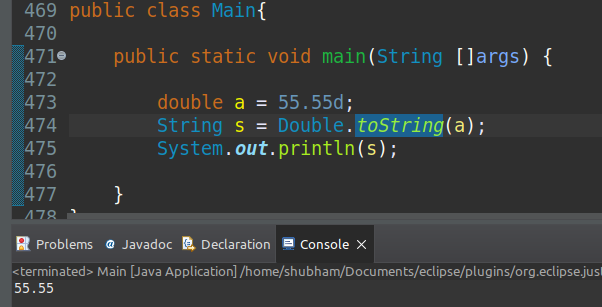 469 public class Main{
470
471 public static void main(String []args) {
472
473 double a = 55.55d;
474 String s = Double.toString(a);
475 System.out.println(s);
476
477 }
478 }
Problems @ Javadoc Declaration Console
<terminated> Main [Java Application] /home/shubham/Documents/eclipse/plugins/org.eclipse.jus
55.55